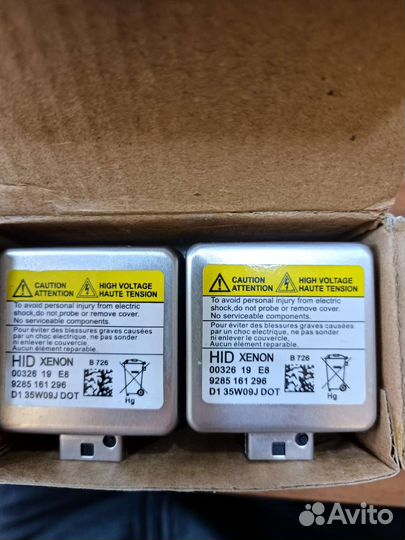 CAUTION
ATTENTION
HIGH VOLTAGE
HAUTE TENSION
To avoid personal injury from electric
shock,do not probe or remove cover.
No serviceable components.
Pour éviter des blessures graves causées
par un choc electrique, ne pas sonder
ni enlever le couvercle.
Aucun élément reparable.
HID XENON
B 726
00326 19 E8
9285 161 296
D1 35W09J DOT
Hg
CAUTION
ATTENTION
HIGH VOLTAGE
HAUTE TENSION
To avoid personal injury from electric
shock,do not probe or remove cover.
No serviceable components.
Pour éviter des blessures graves causées
par un choc electrique, ne pas sonder
ni enlever le couvercle.
Aucun élément reparable.
HID XENON
B 726
00326 19 E8
9285 161 296
D1 35W09J DOT
Hg
Avito